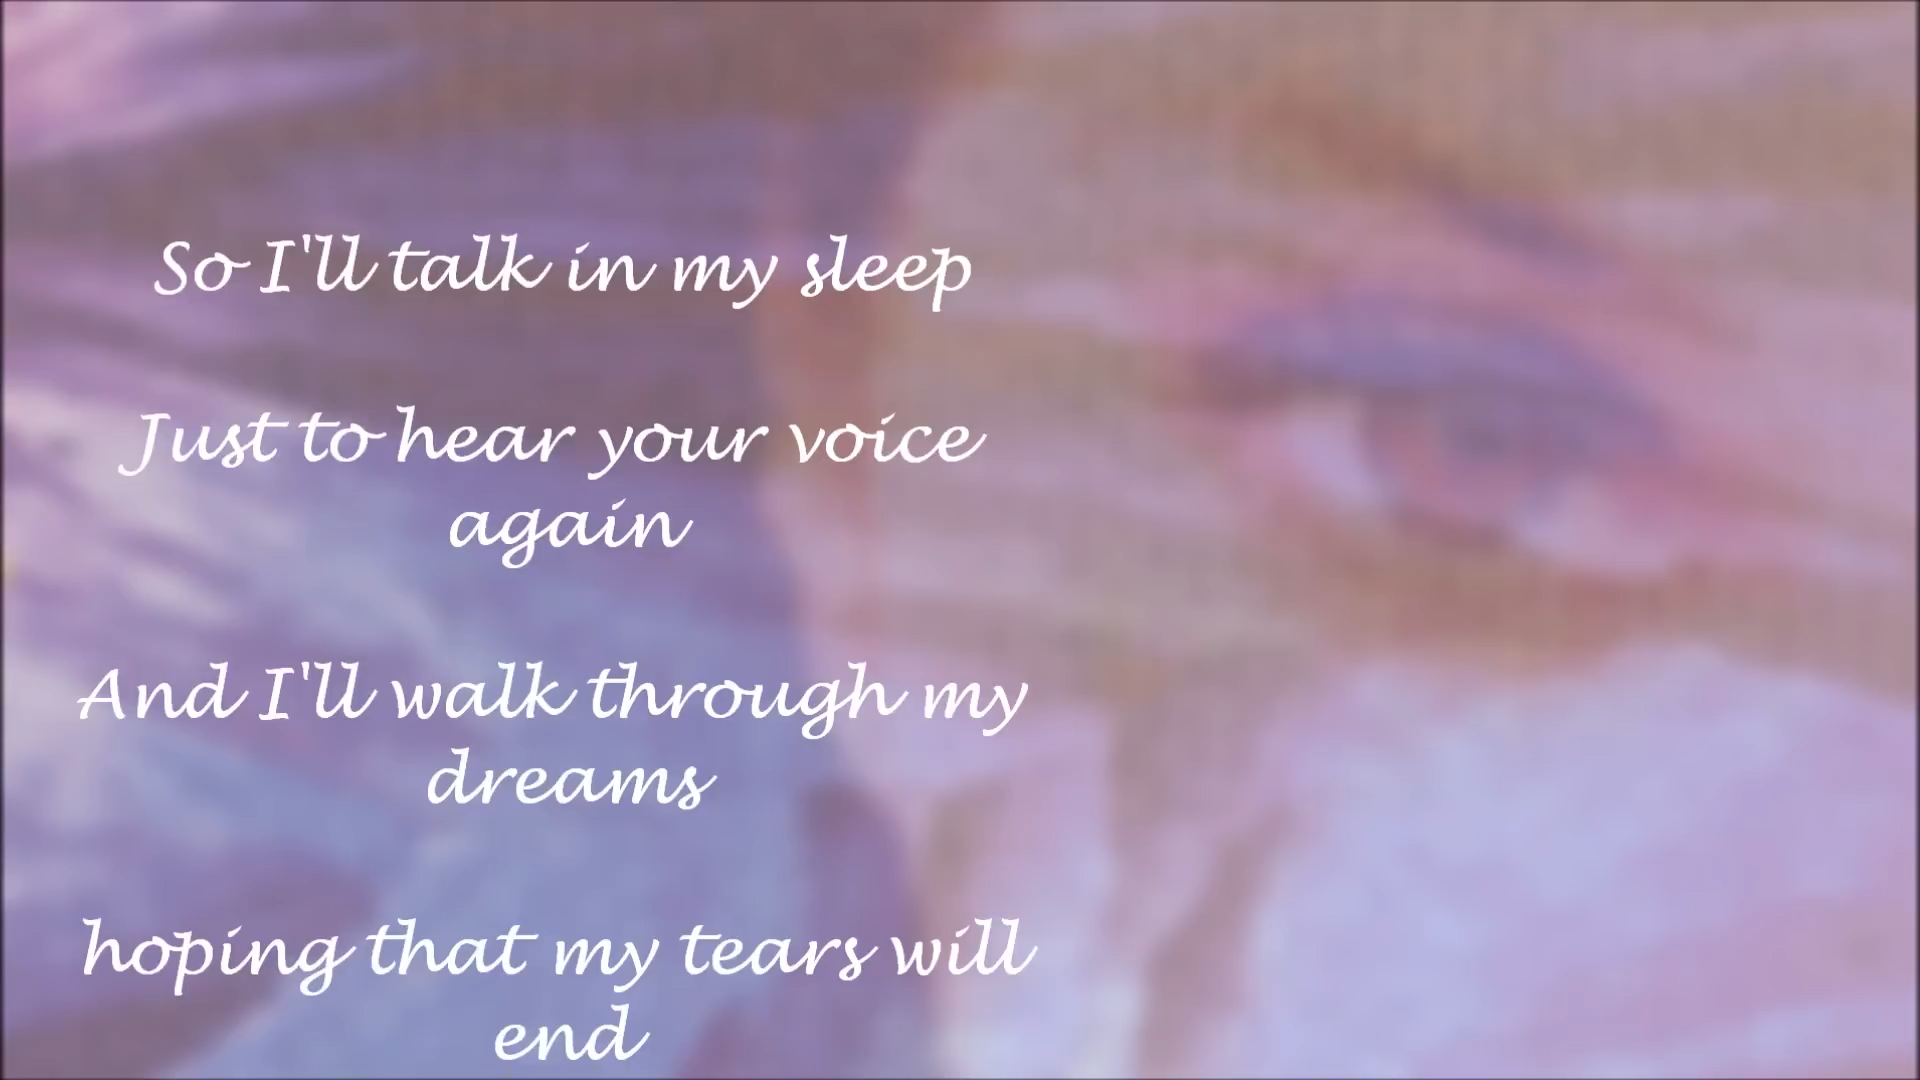 So I'll talk in my sleep
Just to hear your voice
again
And I'll walk through my
dreams
hoping that my tears will
end